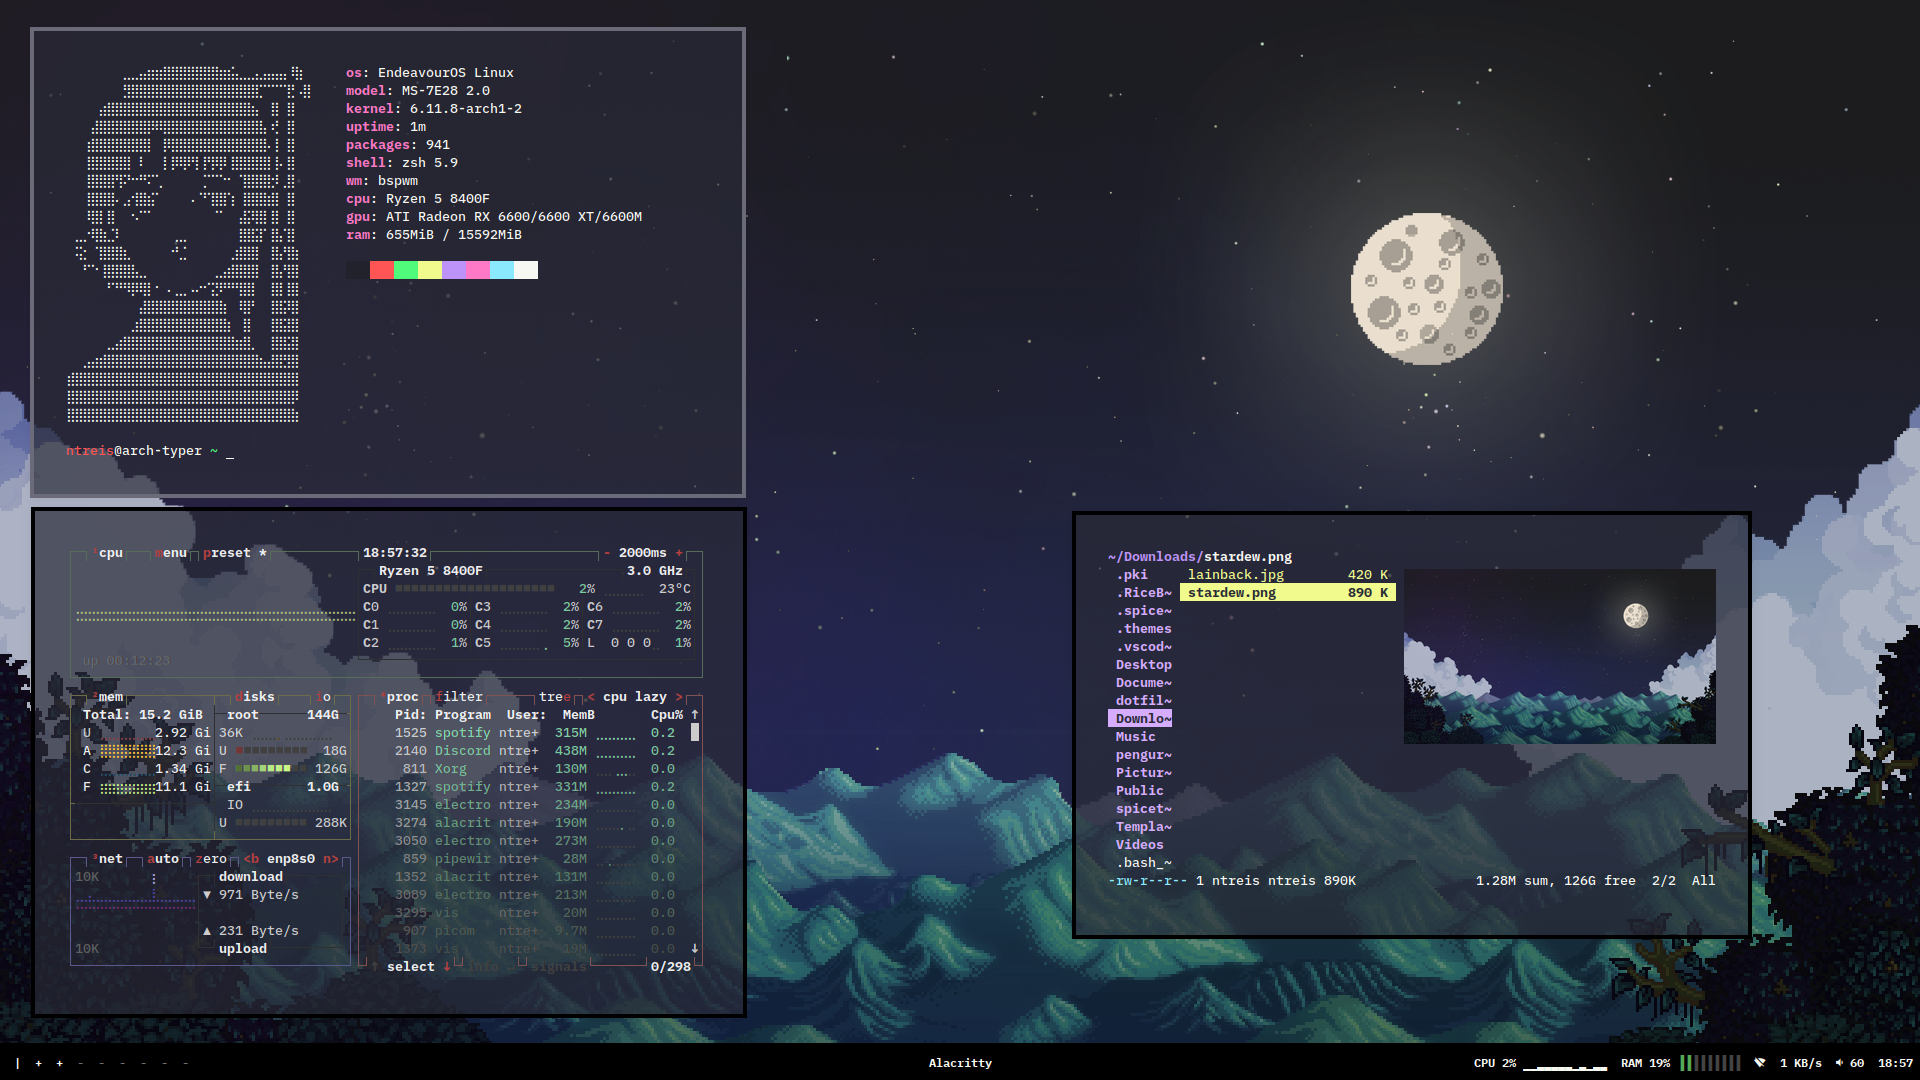 os: EndeavourOS Linux
model: MS-7E28 2.0
kernel: 6.11.8-arch1-2
uptime: 1m
packages: 941
shell: zsh 5.9
wm: bspwm
cpu: Ryzen 5 8400F
gpu: ATI Radeon RX 6600/6600 XT/6600M
ram: 655MiB / 15592MiB
ntreis@arch-typer ~ _
¹cpu menu preset * 18:57:32 - 2000ms +
Ryzen 5 8400F 3.0 GHz
CPU 2% 23°C
C0 0% C3 2% C6 2%
C1 0% C4 2% C7 2%
C2 1% C5 5% L 0 0 0 1%
up 00:12:23
²mem disks io
Total: 15.2 GiB root 144G
U 2.92 Gi 36K
A 12.3 Gi U 18G
C 1.34 Gi F 126G
F 11.1 Gi efi 1.0G
IO
U 288K
³net auto zero <b enp8s0 n>
10K download
▼ 971 Byte/s
▲ 231 Byte/s
10K upload
⁴proc filter tree < cpu lazy >
Pid: Program User: MemB Cpu% ↑
1525 spotify ntre+ 315M 0.2
2140 Discord ntre+ 438M 0.2
811 Xorg ntre+ 130M 0.0
1327 spotify ntre+ 331M 0.2
3145 electro ntre+ 234M 0.0
3274 alacrit ntre+ 190M 0.0
3050 electro ntre+ 273M 0.0
859 pipewir ntre+ 28M 0.0
1352 alacrit ntre+ 131M 0.0
3089 electro ntre+ 213M 0.0
3295 vis ntre+ 20M 0.0
907 picom ntre+ 9.7M 0.0
1373 vis ntre+ 19M 0.0 ↓
↑ select ↓ info signals 0/298
~/Downloads/stardew.png
.pki lainback.jpg 420 K
.RiceB~ stardew.png 890 K
.spice~
.themes
.vscod~
Desktop
Docume~
dotfil~
Downlo~
Music
pengur~
Pictur~
Public
spicet~
Templa~
Videos
.bash_~
-rw-r--r-- 1 ntreis ntreis 890K 1.28M sum, 126G free 2/2 All
| + + - - - - - - Alacritty CPU 2% RAM 19% 1 KB/s 60 18:57